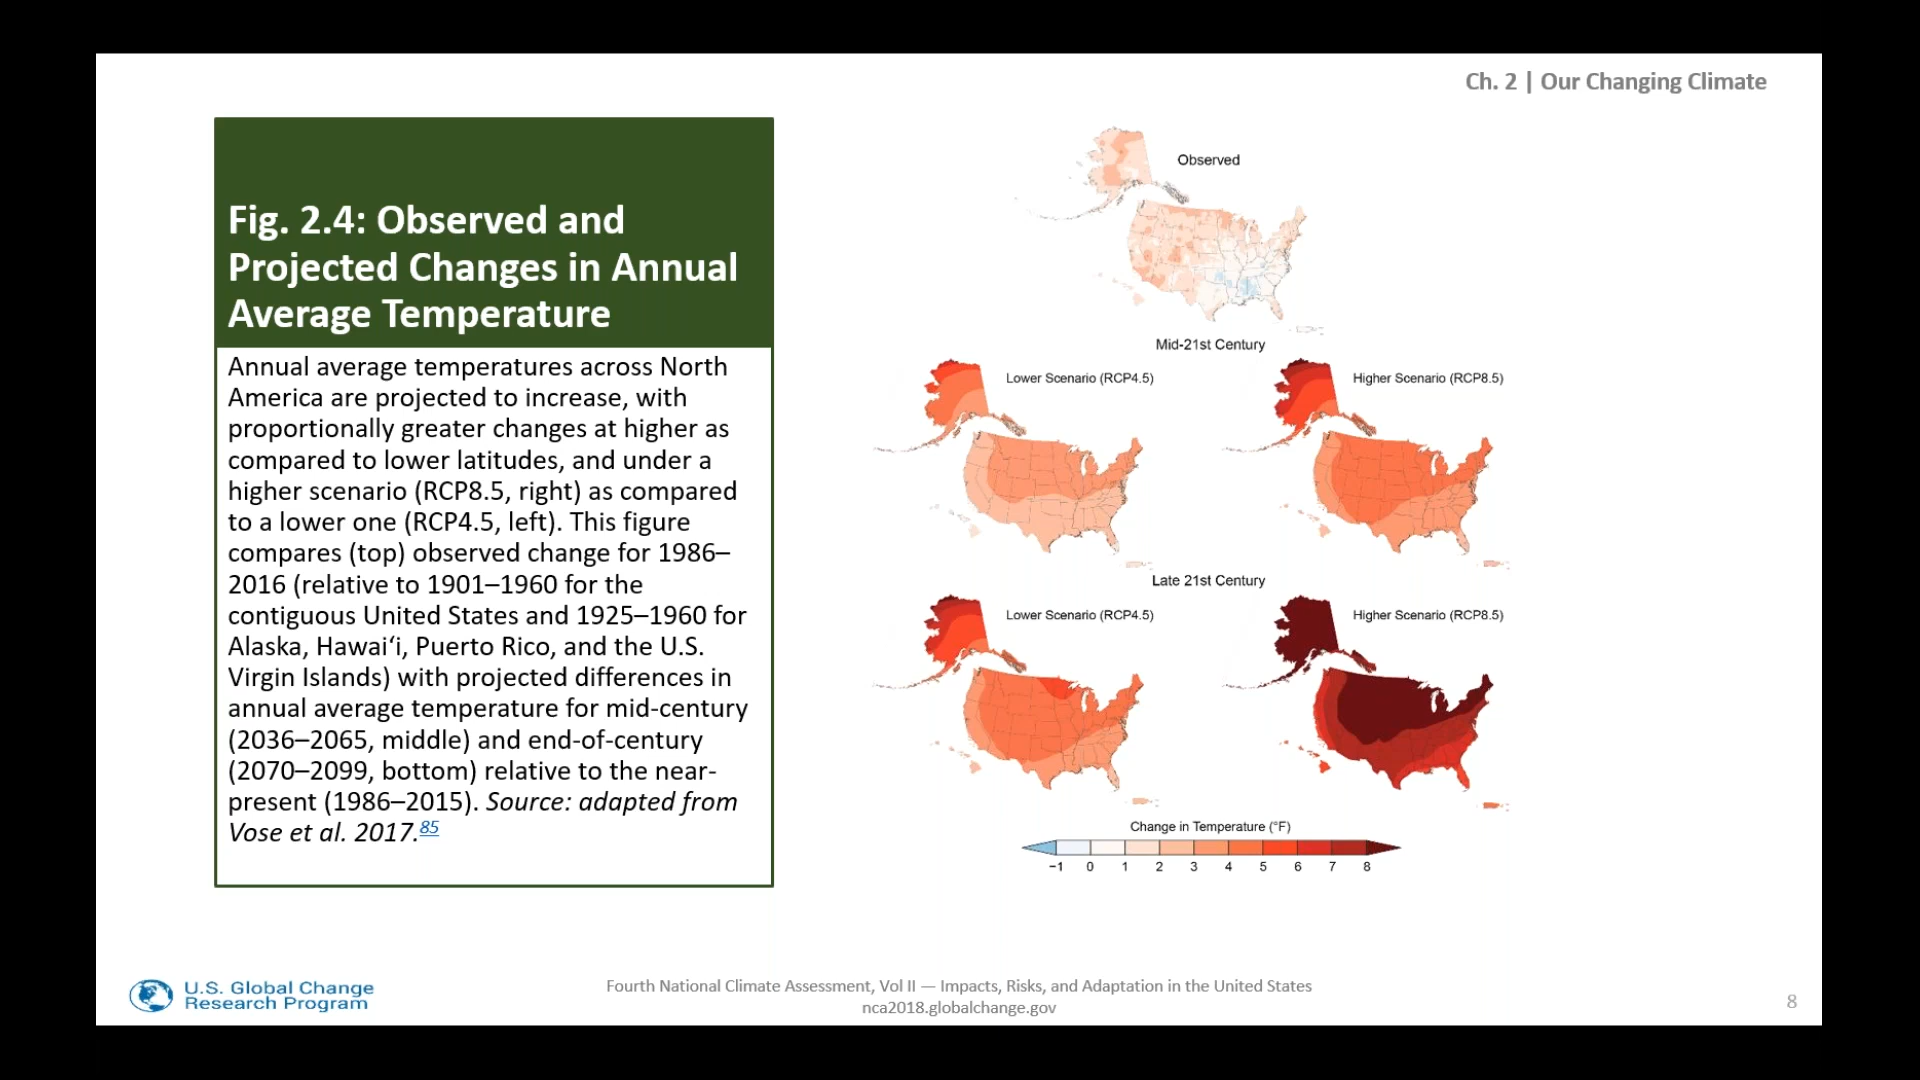 Ch. 2 | Our Changing Climate
Fig. 2.4: Observed and
Projected Changes in Annual
Average Temperature
Annual average temperatures across North
America are projected to increase, with
proportionally greater changes at higher as
compared to lower latitudes, and under a
higher scenario (RCP8.5, right) as compared
to a lower one (RCP4.5, left). This figure
compares (top) observed change for 1986–
2016 (relative to 1901–1960 for the
contiguous United States and 1925–1960 for
Alaska, Hawaiʻi, Puerto Rico, and the U.S.
Virgin Islands) with projected differences in
annual average temperature for mid-century
(2036–2065, middle) and end-of-century
(2070–2099, bottom) relative to the near-
present (1986–2015). Source: adapted from
Vose et al. 2017.85
Observed
Mid-21st Century
Lower Scenario (RCP4.5)
Higher Scenario (RCP8.5)
Late 21st Century
Lower Scenario (RCP4.5)
Higher Scenario (RCP8.5)
Change in Temperature (°F)
−1 0 1 2 3 4 5 6 7 8
U.S. Global Change
Research Program
Fourth National Climate Assessment, Vol II — Impacts, Risks, and Adaptation in the United States
nca2018.globalchange.gov
8